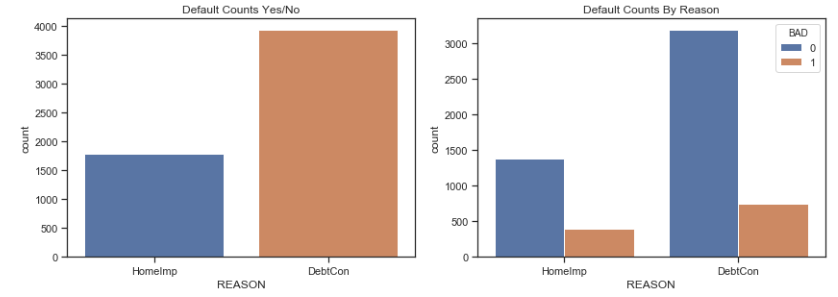 Default Counts Yes/No
4000
3500
3000
2500
2000
1500
1000
500
0
count
HomeImp DebtCon
REASON
Default Counts By Reason
BAD
0
1
3000
2500
2000
1500
1000
500
0
count
HomeImp DebtCon
REASON